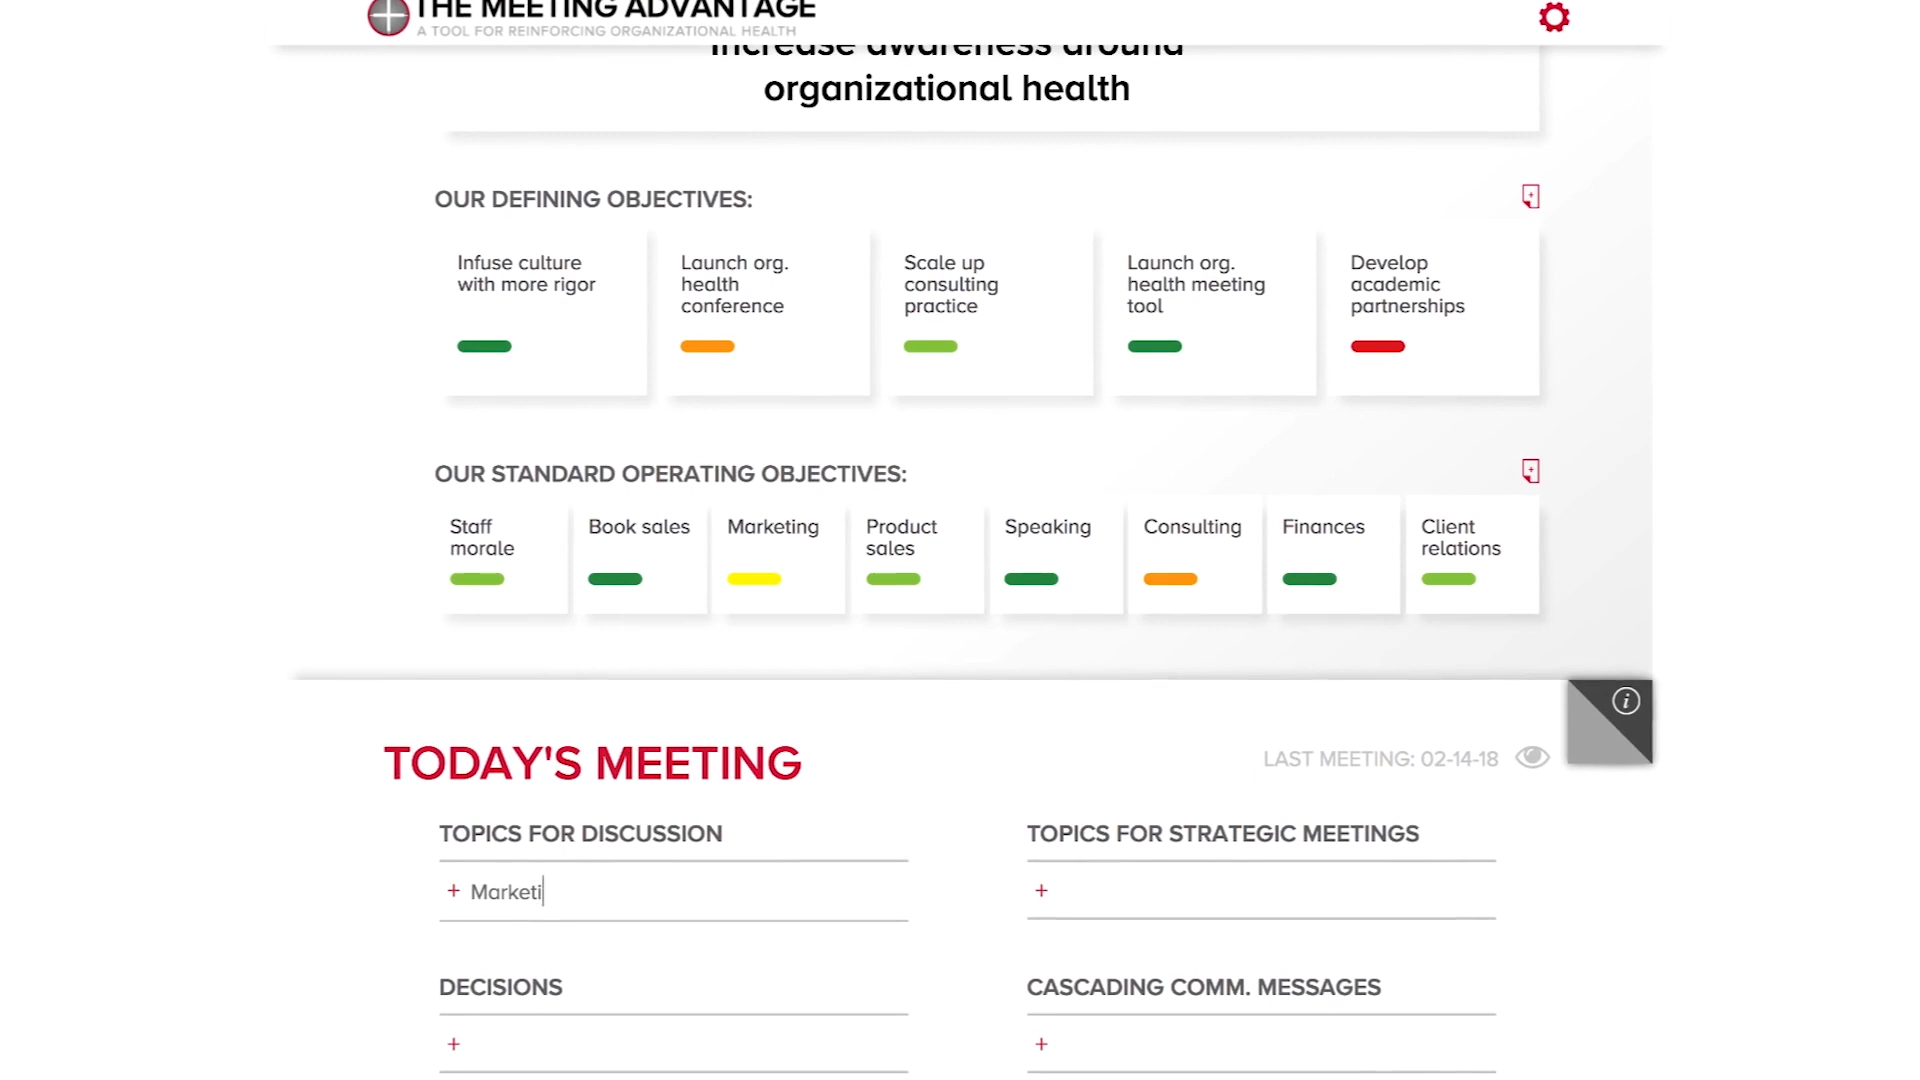 THE MEETING ADVANTAGE
A TOOL FOR REINFORCING ORGANIZATIONAL HEALTH
Increase awareness around
organizational health
OUR DEFINING OBJECTIVES:
Infuse culture
with more rigor
Launch org.
health
conference
Scale up
consulting
practice
Launch org.
health meeting
tool
Develop
academic
partnerships
OUR STANDARD OPERATING OBJECTIVES:
Staff
morale
Book sales
Marketing
Product
sales
Speaking
Consulting
Finances
Client
relations
i
TODAY'S MEETING
LAST MEETING: 02-14-18
TOPICS FOR DISCUSSION
+ Marketi
TOPICS FOR STRATEGIC MEETINGS
+
DECISIONS
+
CASCADING COMM. MESSAGES
+